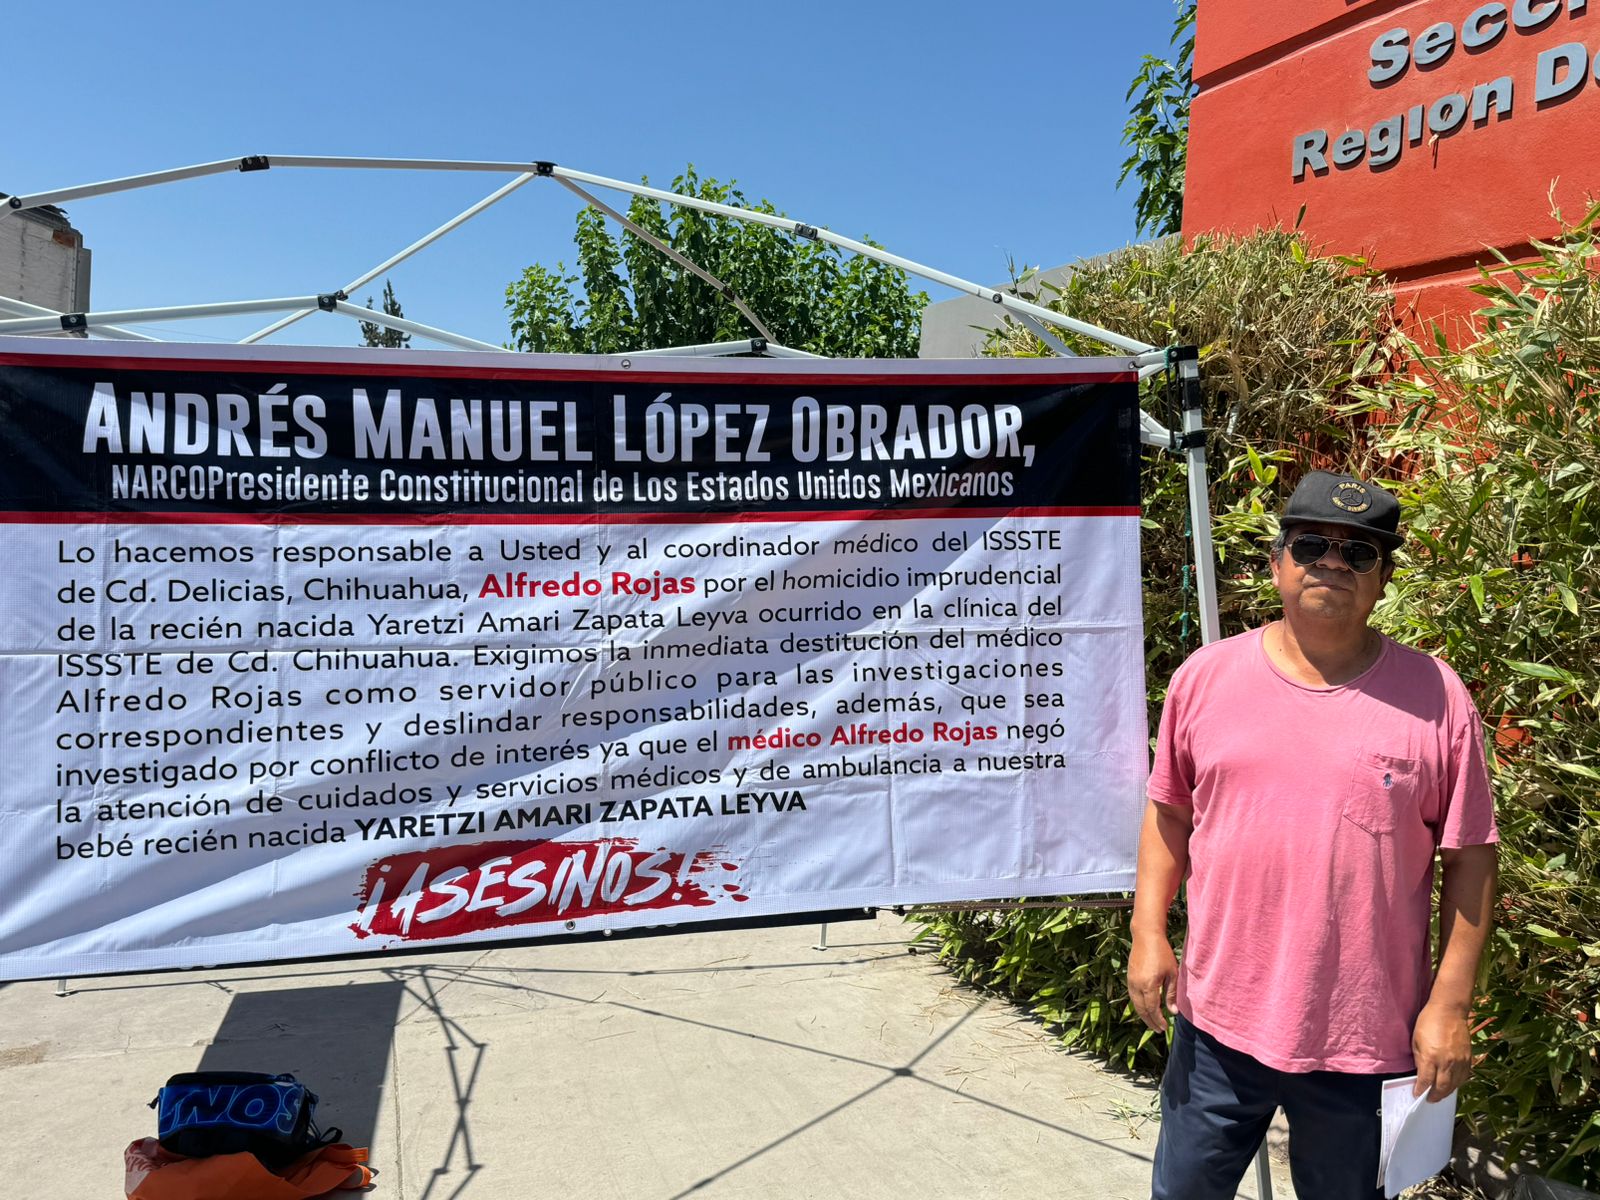 Secci
Region De
ANDRÉS MANUEL LÓPEZ OBRADOR,
NARCOPresidente Constitucional de Los Estados Unidos Mexicanos
Lo hacemos responsable a Usted y al coordinador médico del ISSSTE
de Cd. Delicias, Chihuahua, Alfredo Rojas por el homicidio imprudencial
de la recién nacida Yaretzi Amari Zapata Leyva ocurrido en la clínica del
ISSSTE de Cd. Chihuahua. Exigimos la inmediata destitución del médico
Alfredo Rojas como servidor público para las investigaciones
correspondientes y deslindar responsabilidades, además, que sea
investigado por conflicto de interés ya que el médico Alfredo Rojas negó
la atención de cuidados y servicios médicos y de ambulancia a nuestra
bebé recién nacida YARETZI AMARI ZAPATA LEYVA
¡ASESINOS!
PARIS